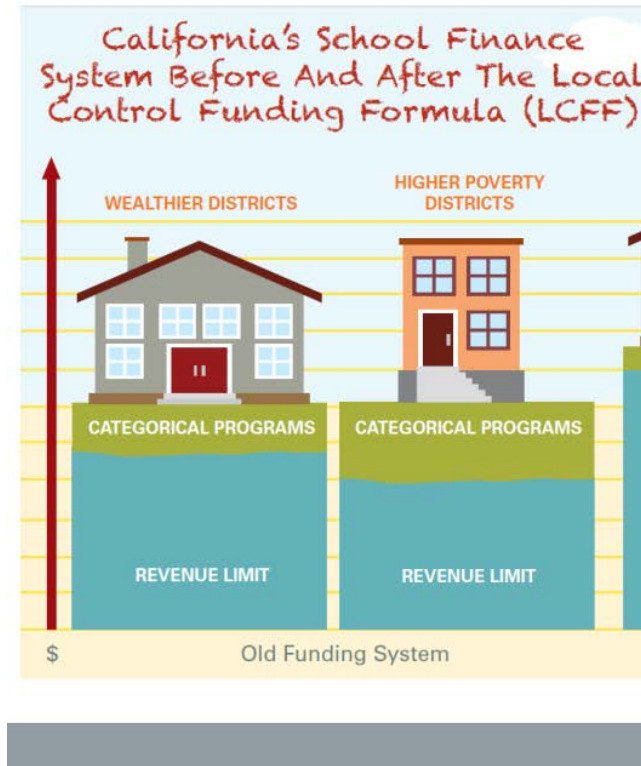 California's School Finance
System Before And After The Local
Control Funding Formula (LCFF)
WEALTHIER DISTRICTS
HIGHER POVERTY
DISTRICTS
CATEGORICAL PROGRAMS
CATEGORICAL PROGRAMS
REVENUE LIMIT
REVENUE LIMIT
$
Old Funding System